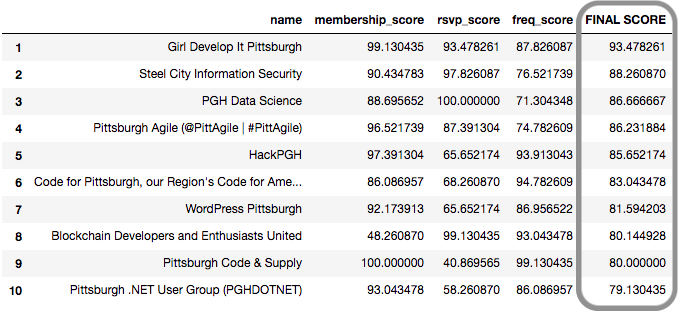 name membership_score rsvp_score freq_score FINAL SCORE
1 Girl Develop It Pittsburgh 99.130435 93.478261 87.826087 93.478261
2 Steel City Information Security 90.434783 97.826087 76.521739 88.260870
3 PGH Data Science 88.695652 100.000000 71.304348 86.666667
4 Pittsburgh Agile (@PittAgile | #PittAgile) 96.521739 87.391304 74.782609 86.231884
5 HackPGH 97.391304 65.652174 93.913043 85.652174
6 Code for Pittsburgh, our Region's Code for Ame... 86.086957 68.260870 94.782609 83.043478
7 WordPress Pittsburgh 92.173913 65.652174 86.956522 81.594203
8 Blockchain Developers and Enthusiasts United 48.260870 99.130435 93.043478 80.144928
9 Pittsburgh Code & Supply 100.000000 40.869565 99.130435 80.000000
10 Pittsburgh .NET User Group (PGHDOTNET) 93.043478 58.260870 86.086957 79.130435